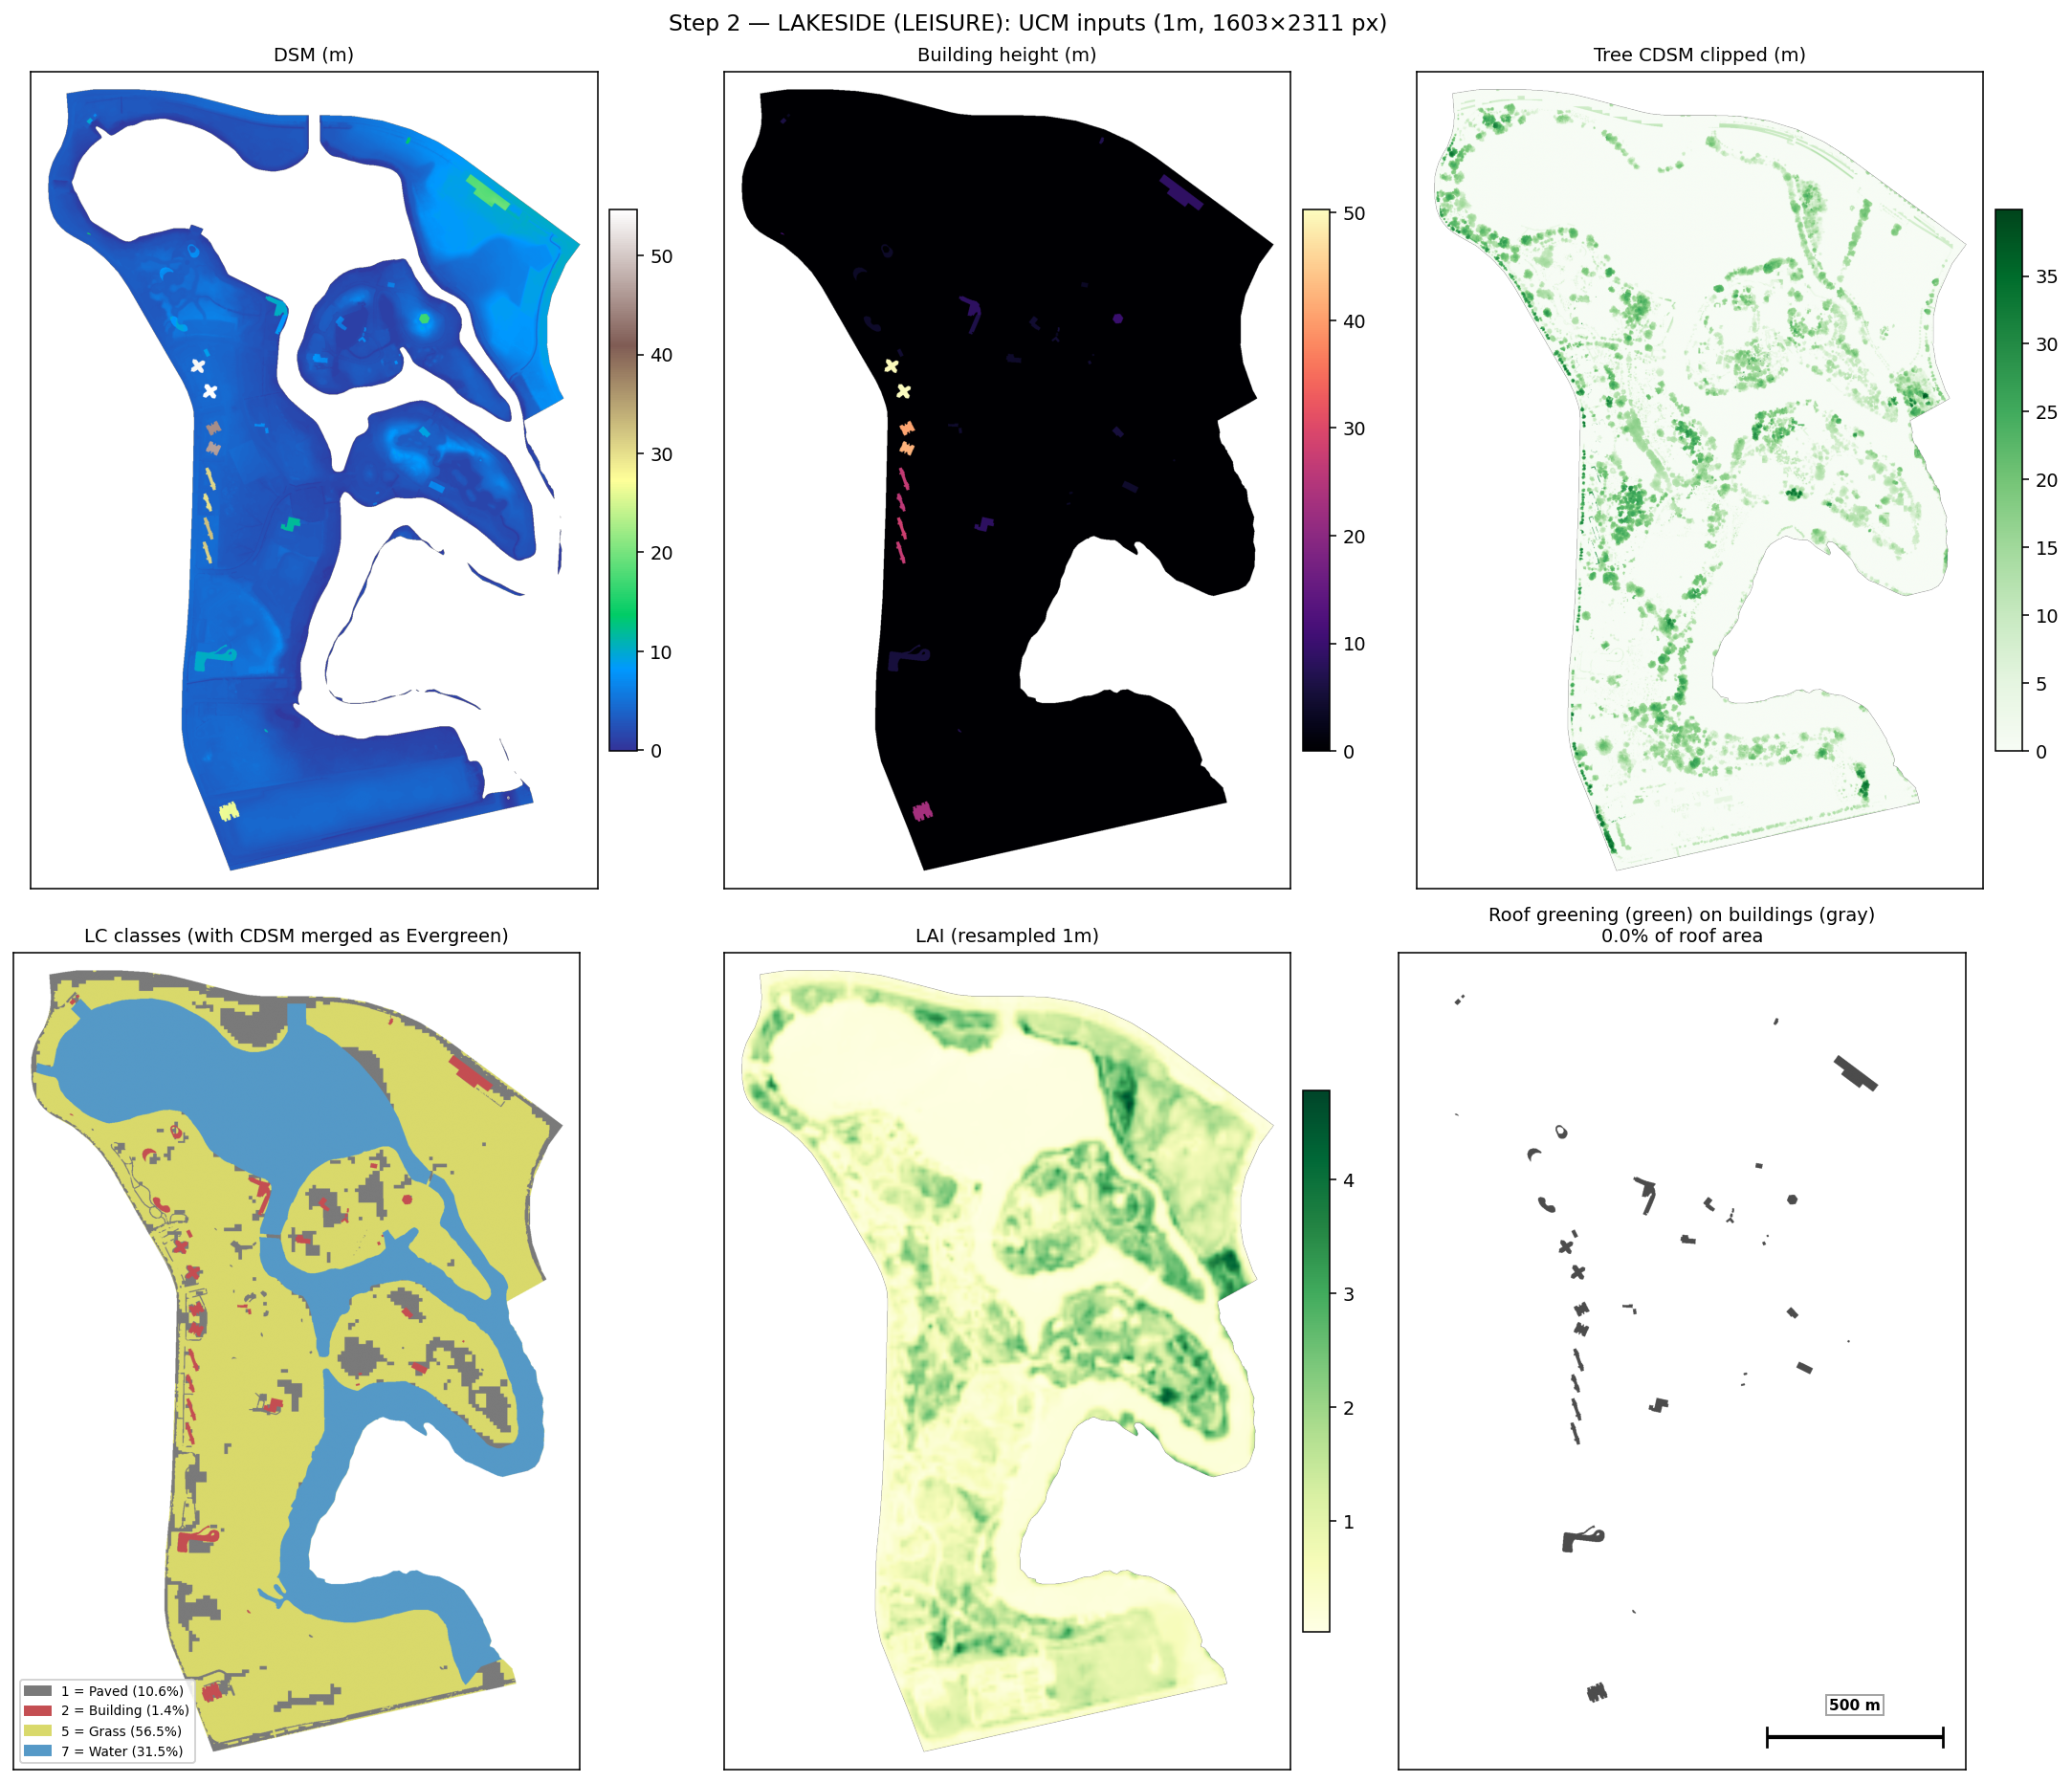 Step 2 — LAKESIDE (LEISURE): UCM inputs (1m, 1603×2311 px)
DSM (m)
50
40
30
20
10
0
Building height (m)
50
40
30
20
10
0
Tree CDSM clipped (m)
35
30
25
20
15
10
5
0
LC classes (with CDSM merged as Evergreen)
1 = Paved (10.6%)
2 = Building (1.4%)
5 = Grass (56.5%)
7 = Water (31.5%)
LAI (resampled 1m)
4
3
2
1
Roof greening (green) on buildings (gray)
0.0% of roof area
500 m